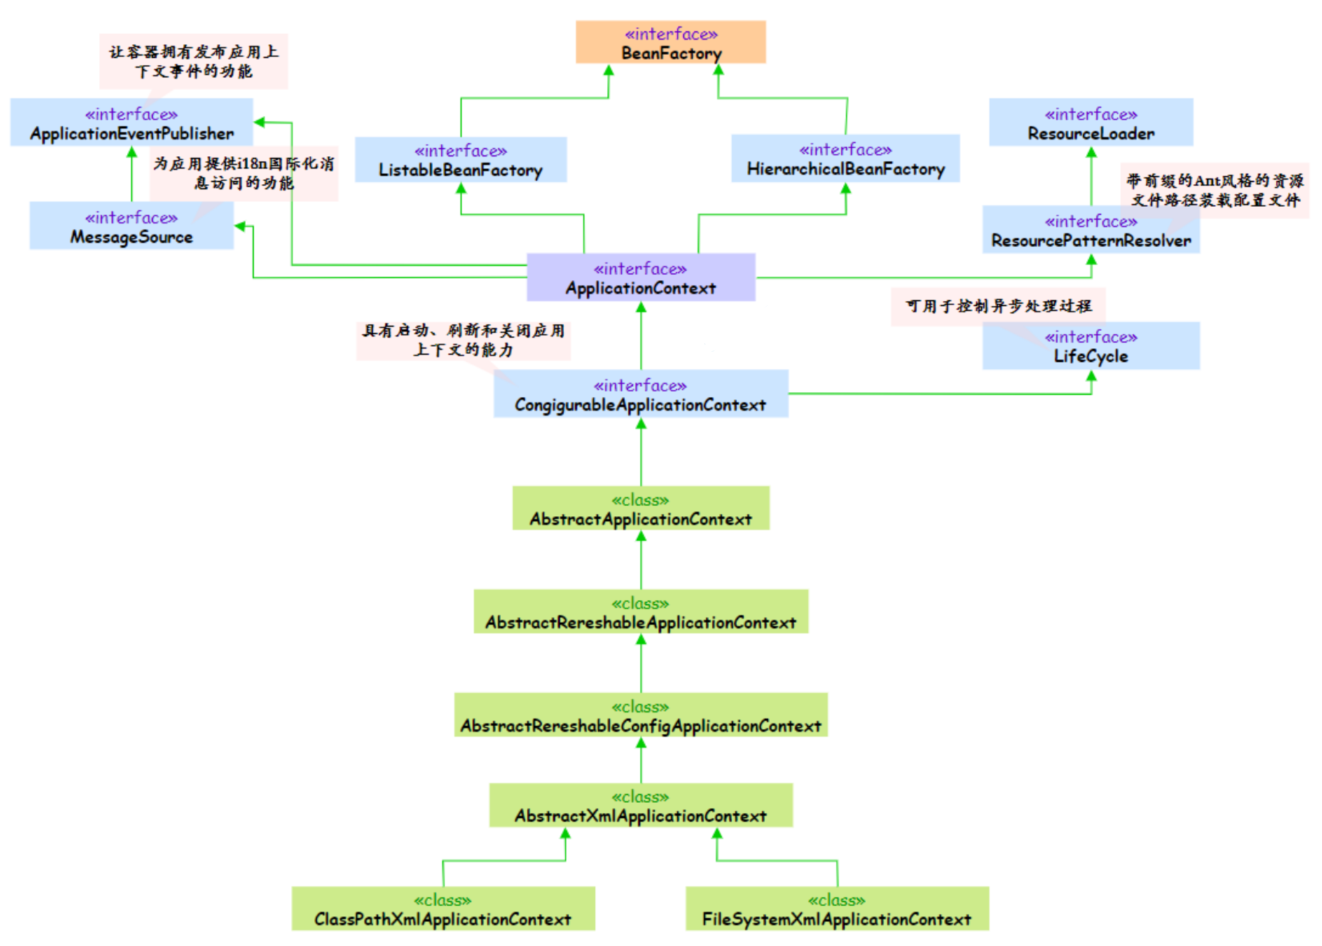 «interface»
BeanFactory
让容器拥有发布应用上
下文事件的功能
«interface»
ApplicationEventPublisher
«interface»
ResourceLoader
«interface»
ListableBeanFactory
«interface»
HierarchicalBeanFactory
为应用提供i18n国际化消
息访问的功能
带前缀的Ant风格的资源
文件路径装载配置文件
«interface»
MessageSource
«interface»
ResourcePatternResolver
«interface»
ApplicationContext
可用于控制异步处理过程
具有启动、刷新和关闭应用
上下文的能力
«interface»
LifeCycle
«interface»
CongigurableApplicationContext
«class»
AbstractApplicationContext
«class»
AbstractRereshableApplicationContext
«class»
AbstractRereshableConfigApplicationContext
«class»
AbstractXmlApplicationContext
«class»
ClassPathXmlApplicationContext
«class»
FileSystemXmlApplicationContext